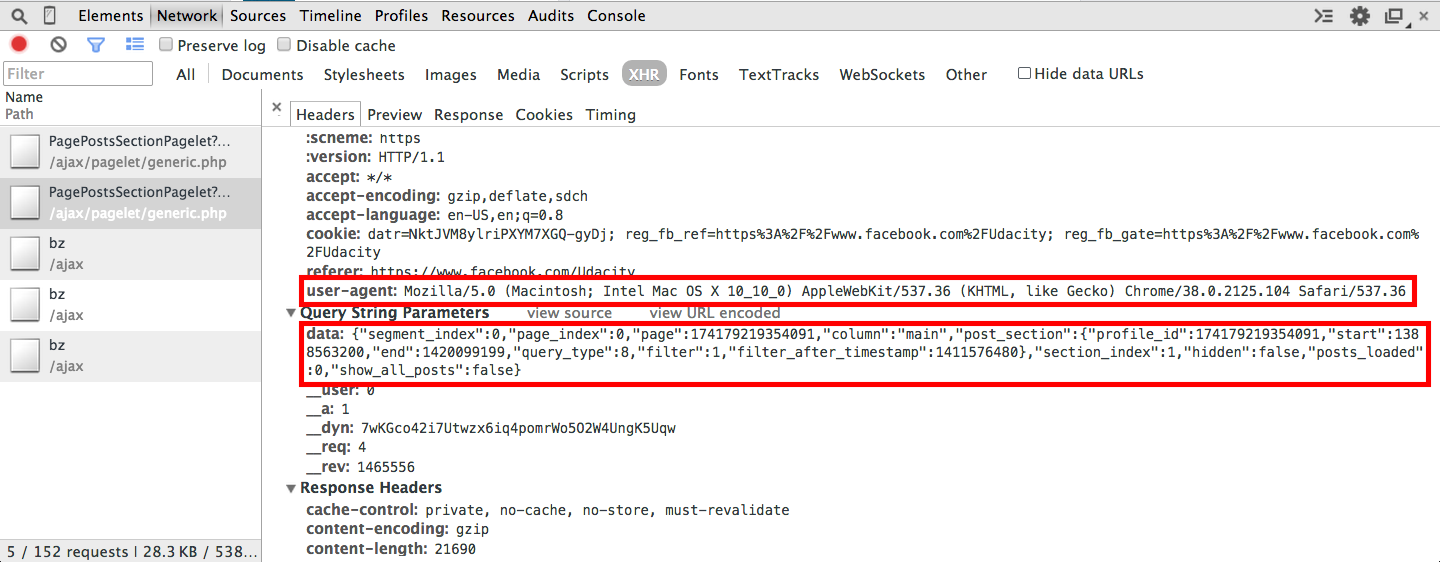 Elements Network Sources Timeline Profiles Resources Audits Console
Preserve log Disable cache
Filter All Documents Stylesheets Images Media Scripts XHR Fonts TextTracks WebSockets Other Hide data URLs
Name
Path
PagePostsSectionPagelet?...
/ajax/pagelet/generic.php
PagePostsSectionPagelet?...
/ajax/pagelet/generic.php
bz
/ajax
bz
/ajax
bz
/ajax
5 / 152 requests | 28.3 KB / 538...
× Headers Preview Response Cookies Timing
:scheme: https
:version: HTTP/1.1
accept: */*
accept-encoding: gzip,deflate,sdch
accept-language: en-US,en;q=0.8
cookie: datr=NktJVM8ylriPXYM7XGQ-gyDj; reg_fb_ref=https%3A%2F%2Fwww.facebook.com%2FUdacity; reg_fb_gate=https%3A%2F%2Fwww.facebook.com%
2FUdacity
referer: https://www.facebook.com/Udacity
user-agent: Mozilla/5.0 (Macintosh; Intel Mac OS X 10_10_0) AppleWebKit/537.36 (KHTML, like Gecko) Chrome/38.0.2125.104 Safari/537.36
Query String Parameters view source view URL encoded
data: {"segment_index":0,"page_index":0,"page":174179219354091,"column":"main","post_section":{"profile_id":174179219354091,"start":138
8563200,"end":1420099199,"query_type":8,"filter":1,"filter_after_timestamp":1411576480},"section_index":1,"hidden":false,"posts_loaded"
:0,"show_all_posts":false}
__user: 0
__a: 1
__dyn: 7wKGco42i7Utwzx6iq4pomrWo5O2W4UngK5Uqw
__req: 4
__rev: 1465556
Response Headers
cache-control: private, no-cache, no-store, must-revalidate
content-encoding: gzip
content-length: 21690